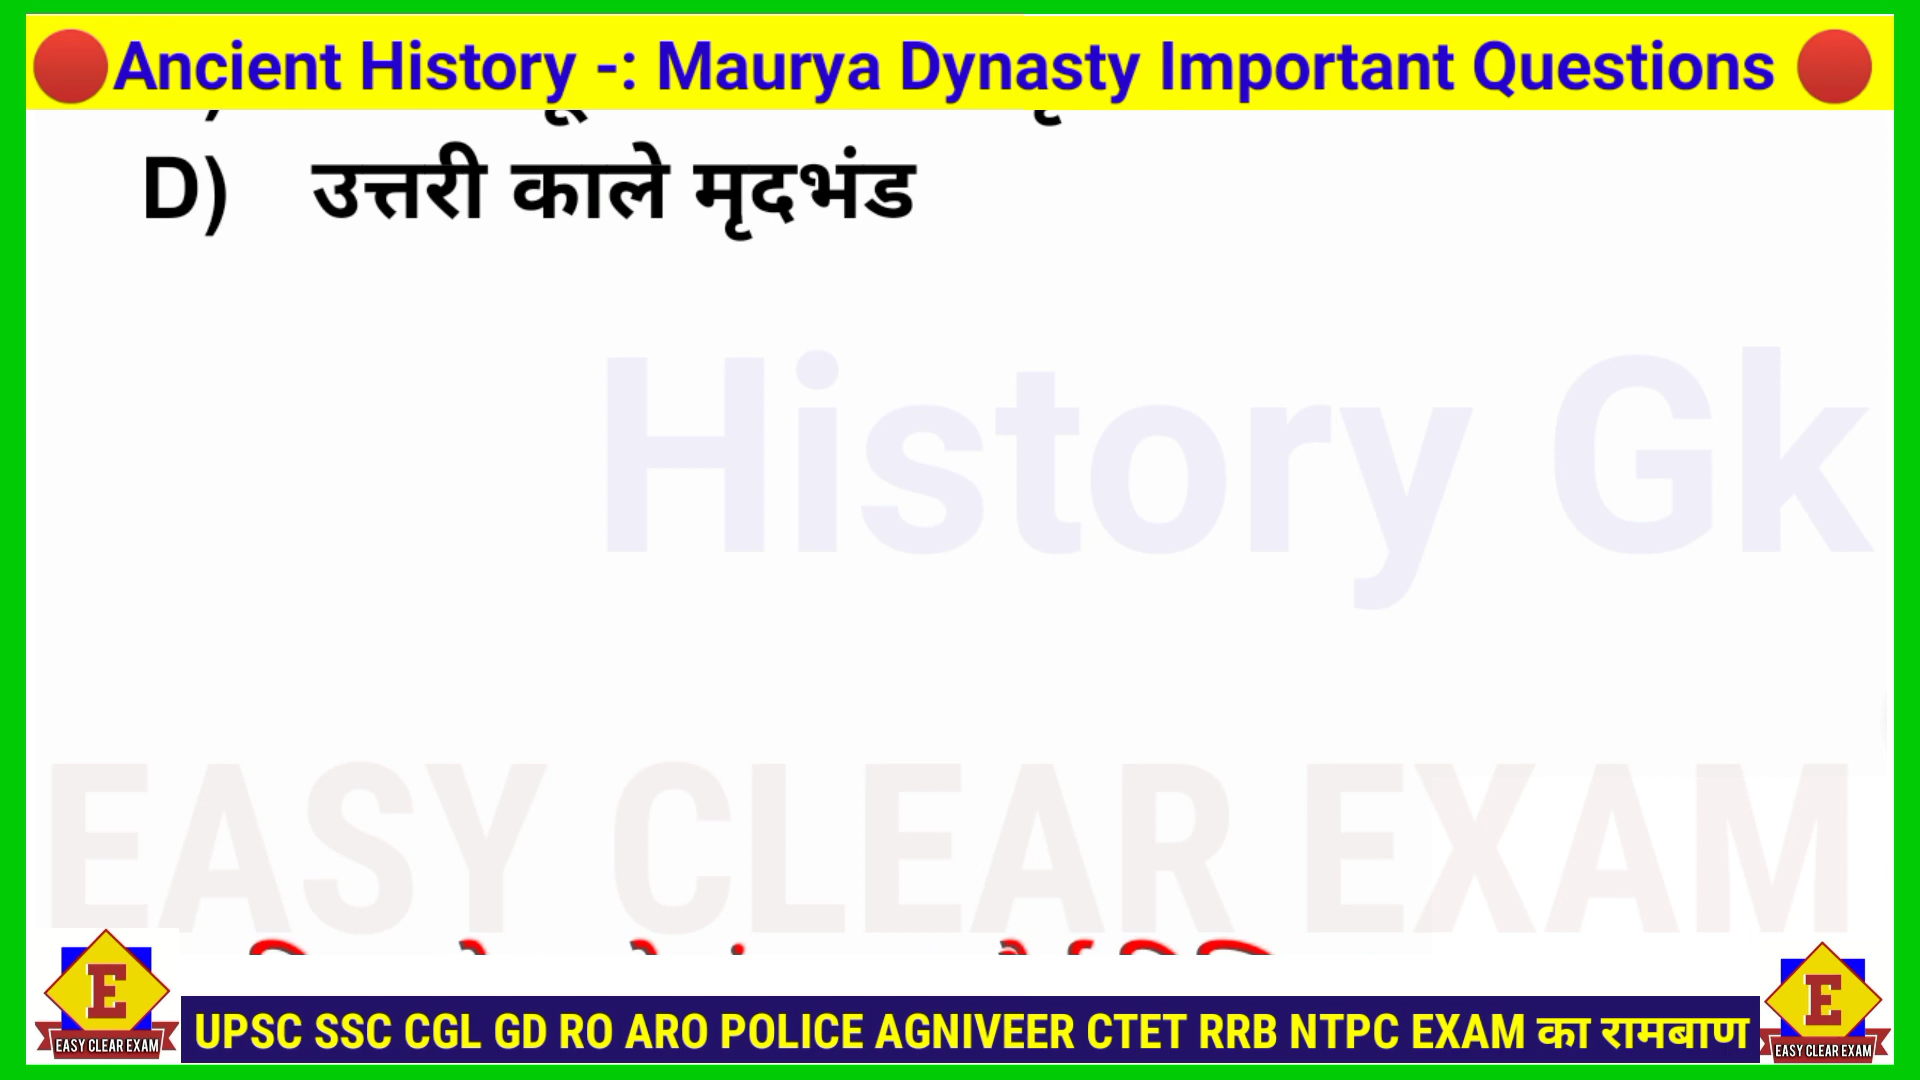 Ancient History -: Maurya Dynasty Important Questions
D) उत्तरी काले मृदभंड
History Gk
EASY CLEAR EXAM
E
EASY CLEAR EXAM
UPSC SSC CGL GD RO ARO POLICE AGNIVEER CTET RRB NTPC EXAM का रामबाण
E
EASY CLEAR EXAM